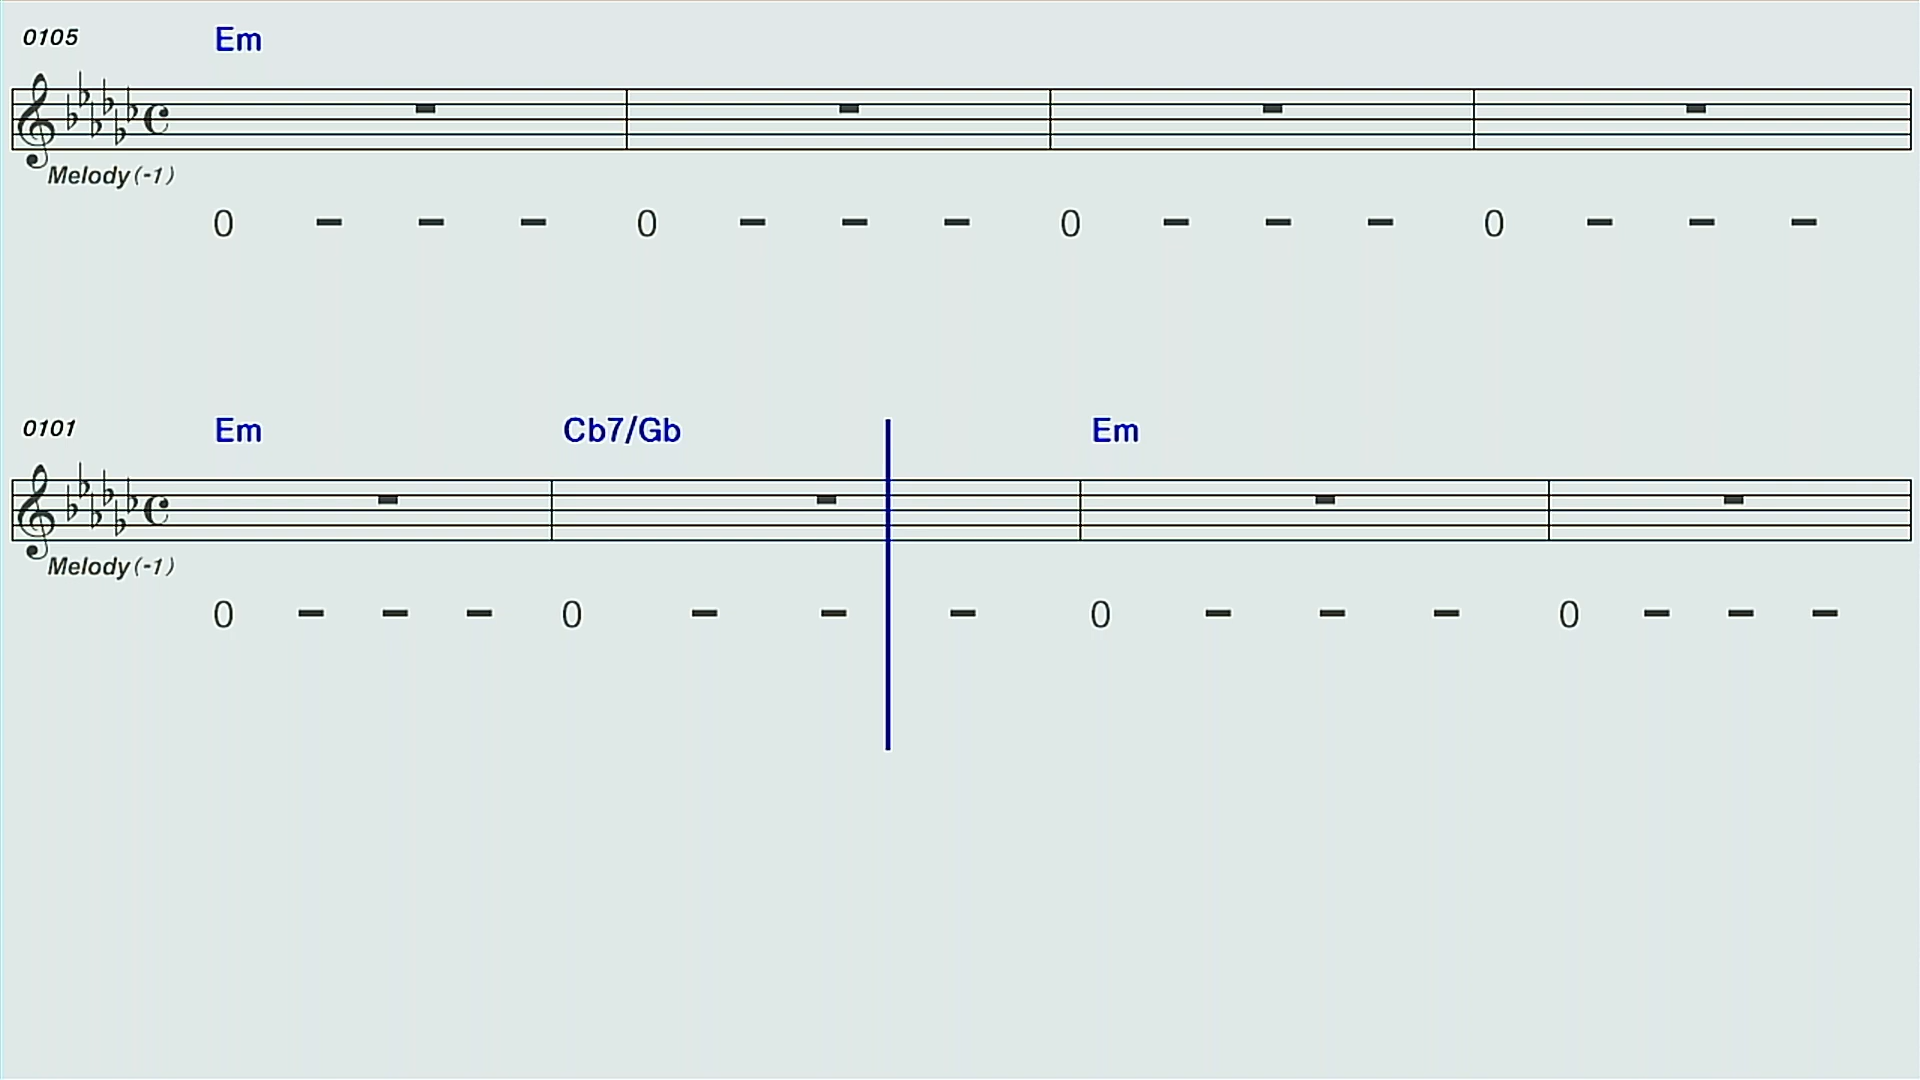 0105 Em
Melody(-1)
0 - - - 0 - - - 0 - - - 0 - - -
0101 Em Cb7/Gb Em
Melody(-1)
0 - - - 0 - - - 0 - - - 0 - - -